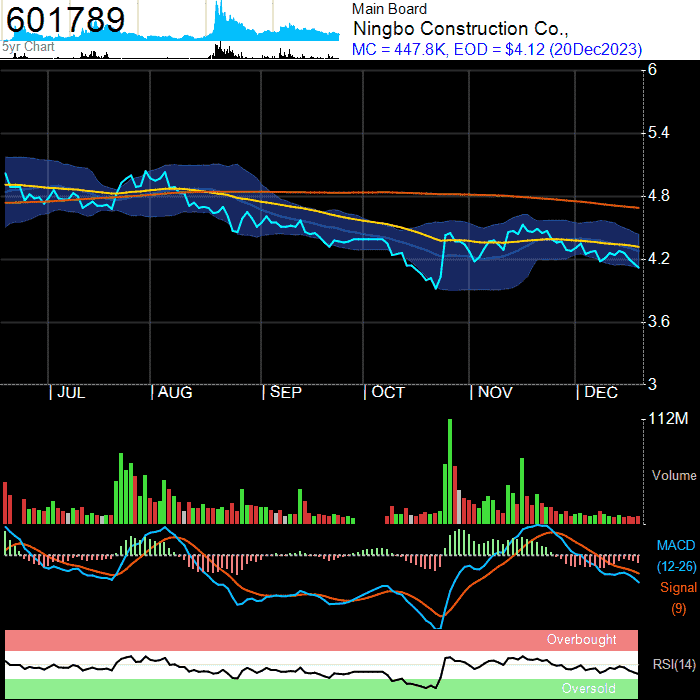 601789
5yr Chart
Main Board
Ningbo Construction Co.,
MC = 447.8K, EOD = $4.12 (20Dec2023)
6
5.4
4.8
4.2
3.6
3
JUL AUG SEP OCT NOV DEC
112M
Volume
MACD
(12-26)
Signal
(9)
Overbought
RSI(14)
Oversold